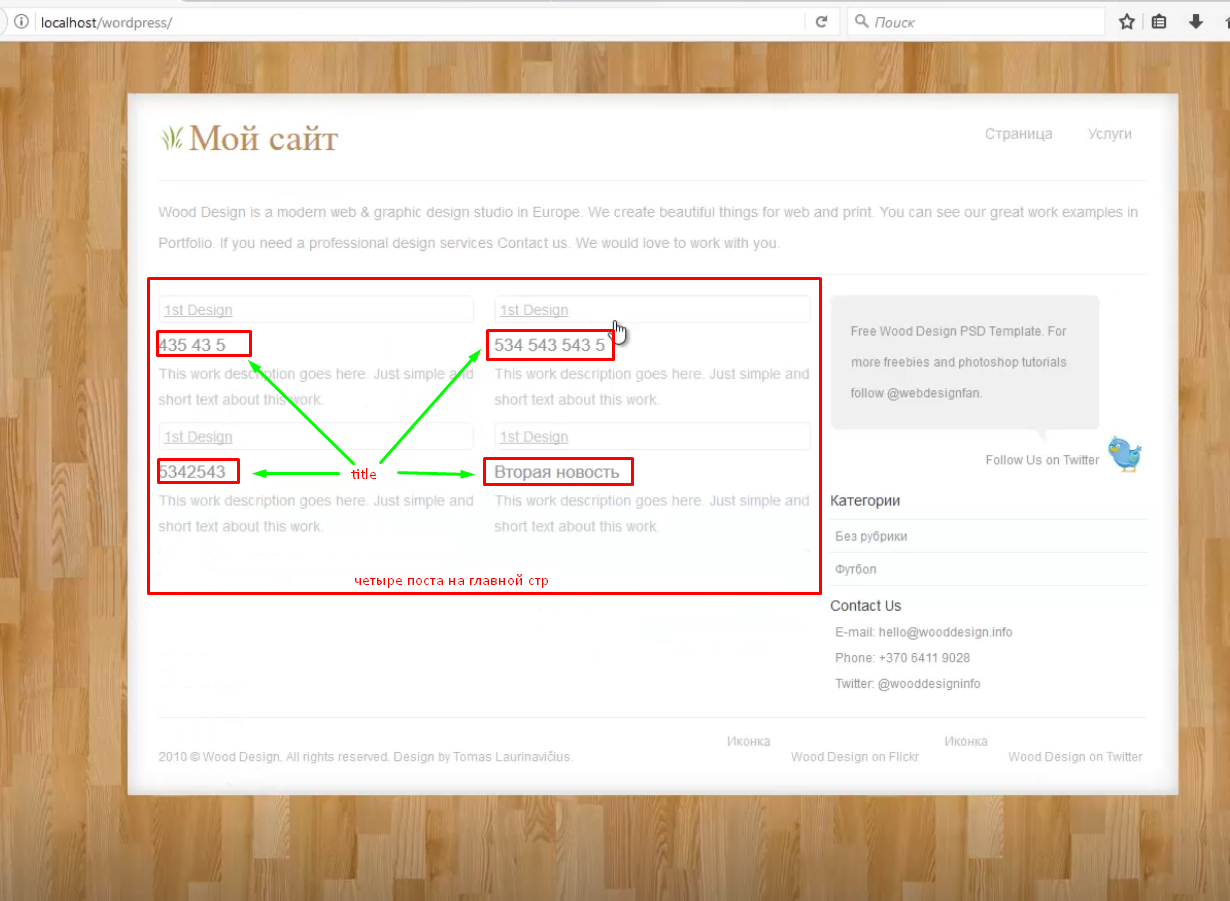 localhost/wordpress/
Поиск
Мой сайт
Страница
Услуги
Wood Design is a modern web & graphic design studio in Europe. We create beautiful things for web and print. You can see our great work examples in
Portfolio. If you need a professional design services Contact us. We would love to work with you.
1st Design
435 43 5
This work description goes here. Just simple and
short text about this work.
1st Design
534 543 543 5
This work description goes here. Just simple and
short text about this work.
title
1st Design
5342543
This work description goes here. Just simple and
short text about this work.
1st Design
Вторая новость
This work description goes here. Just simple and
short text about this work.
четыре поста на главной стр
Free Wood Design PSD Template. For
more freebies and photoshop tutorials
follow @webdesignfan.
Follow Us on Twitter
Категории
Без рубрики
Футбол
Contact Us
E-mail: hello@wooddesign.info
Phone: +370 6411 9028
Twitter: @wooddesigninfo
2010 © Wood Design. All rights reserved. Design by Tomas Laurinavičius.
Иконка
Wood Design on Flickr
Иконка
Wood Design on Twitter